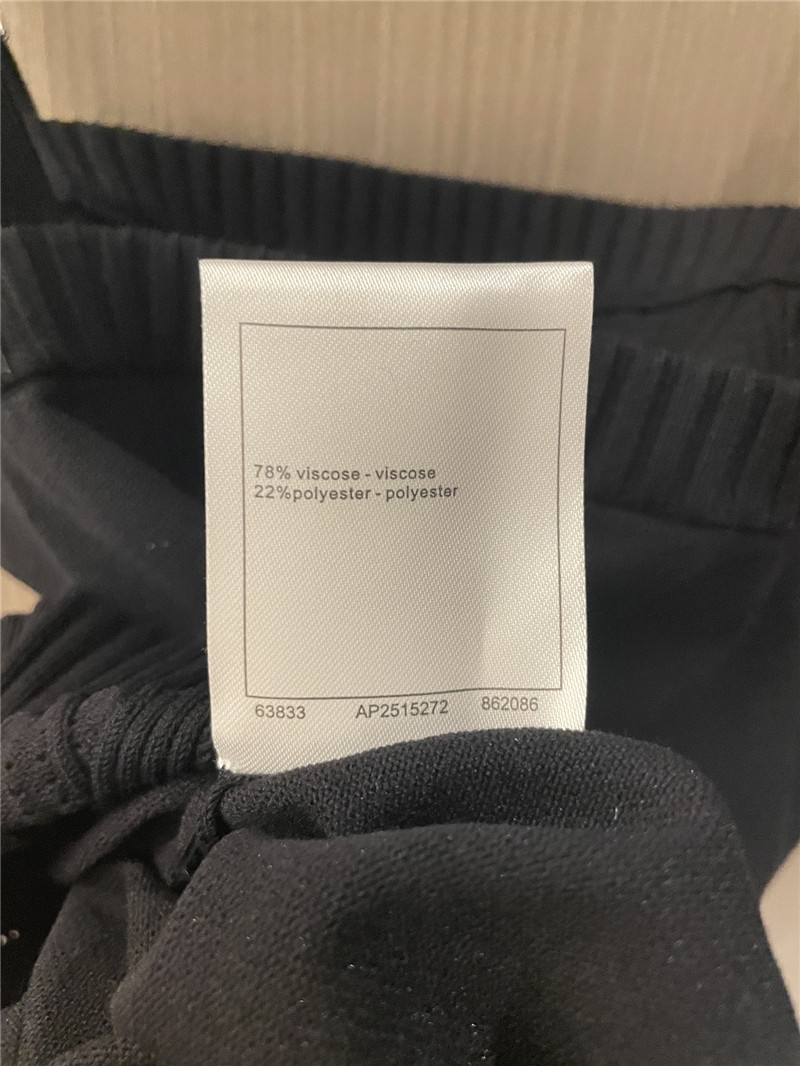 78% viscose - viscose
22%polyester - polyester
63833 AP2515272 862086